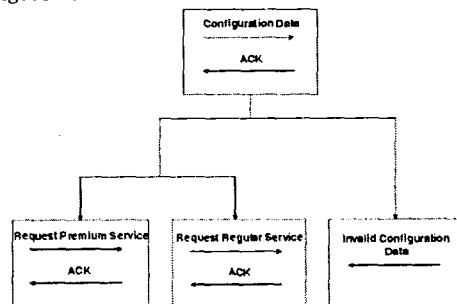 Configuration Data
ACK
Request Premium Service
ACK
Request Regular Service
ACK
Invalid Configuration
Data